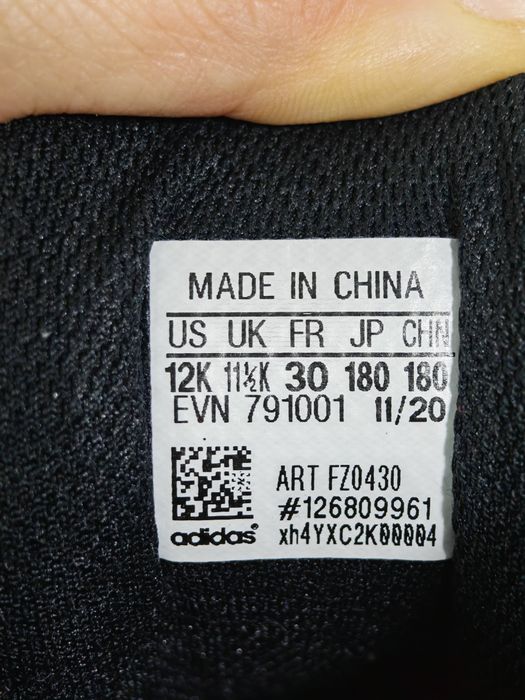 MADE IN CHINA
US UK FR JP CHN
12K 11½K 30 180 180
EVN 791001 11/20
ART FZ0430
#126809961
adidas® xh4YXC2K00004